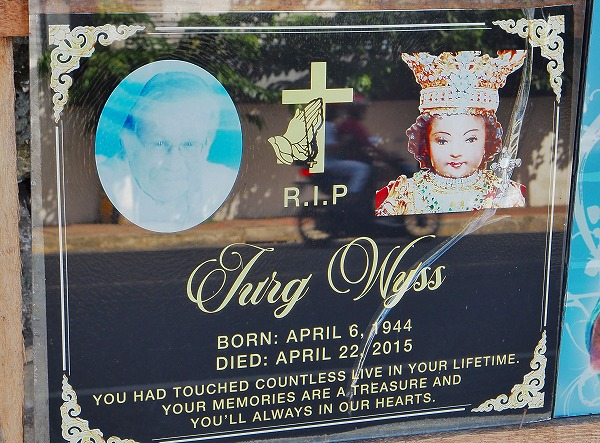 R.I.P
Jurg Wyss
BORN: APRIL 6, 1944
DIED: APRIL 22, 2015
YOU HAD TOUCHED COUNTLESS LIVE IN YOUR LIFETIME.
YOUR MEMORIES ARE A TREASURE AND
YOU'LL ALWAYS IN OUR HEARTS.